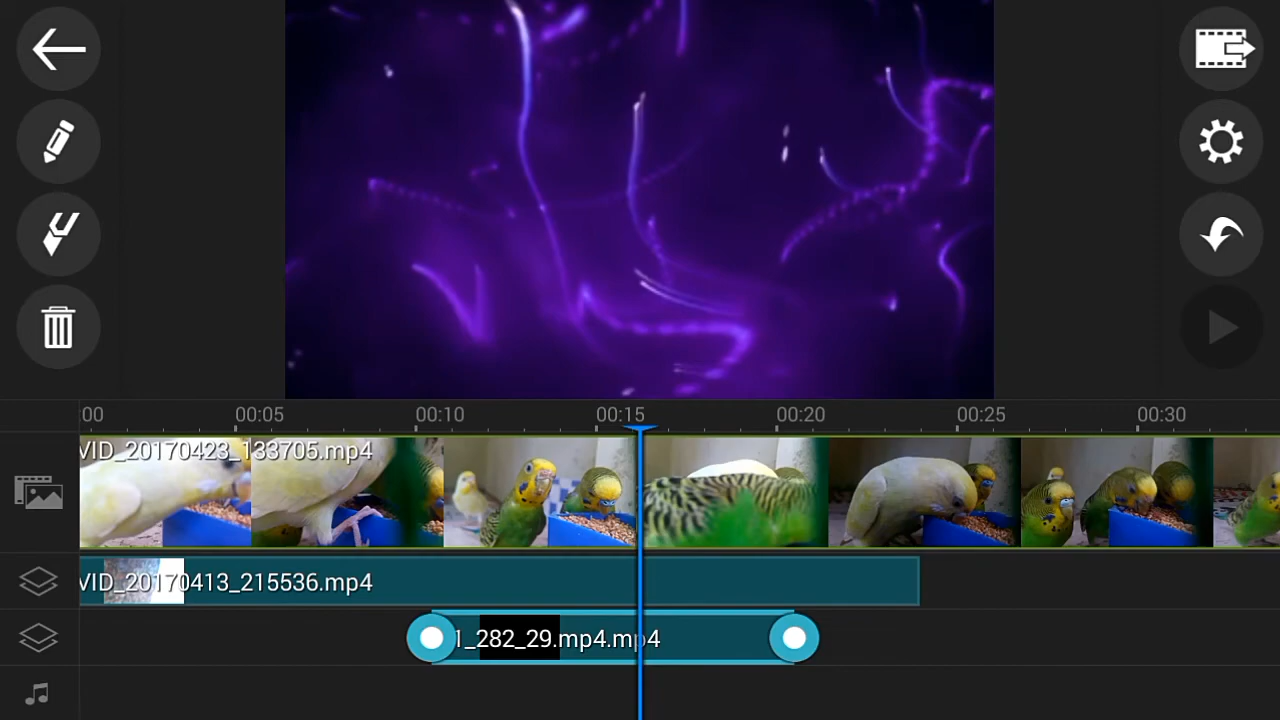 :00
00:05
00:10
00:15
00:20
00:25
00:30
VID_20170423_133705.mp4
VID_20170413_215536.mp4
1_282_29.mp4.mp4